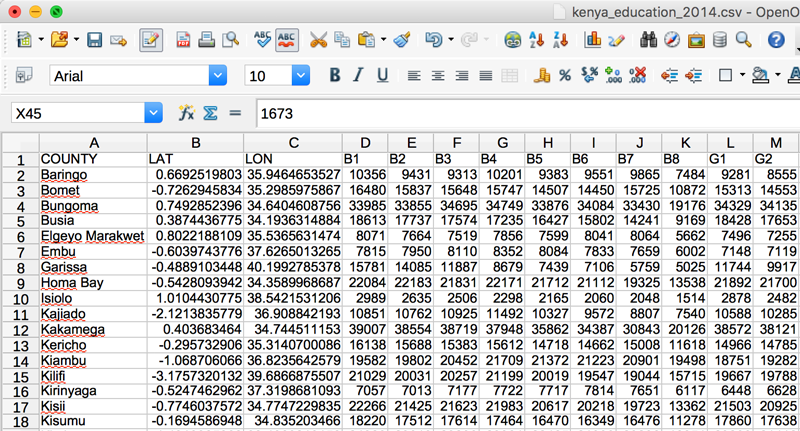 kenya_education_2014.csv - OpenO
ABC ABC
Arial 10 B I U
X45 1673
A B C D E F G H I J K L M
1 COUNTY LAT LON B1 B2 B3 B4 B5 B6 B7 B8 G1 G2
2 Baringo 0.6692519803 35.9464653527 10356 9431 9313 10201 9383 9551 9865 7484 9281 8555
3 Bomet -0.7262945834 35.29859758​67 16480 15837 15648 15747 14507 14450 15725 10872 15313 14553
4 Bungoma 0.7492852396 34.6404608756 33985 33855 34695 34749 33876 34084 33430 19176 34329 34135
5 Busia 0.3874436775 34.1936314884 18613 17737 17574 17235 16427 15802 14241 9169 18428 17653
6 Elgeyo Marakwet 0.8022188109 35.5365631474 8071 7664 7519 7856 7599 8041 8064 5662 7496 7255
7 Embu -0.6039743776 37.6265013265 7815 7950 8110 8352 8084 7833 7659 6002 7148 7119
8 Garissa -0.4889103448 40.1992785378 15781 14085 11887 8679 7439 7106 5759 5025 11744 9917
9 Homa Bay -0.5428093942 34.3589968687 22084 22183 21831 22171 21712 21112 19325 13538 21892 21700
10 Isiolo 1.0104430775 38.5421531206 2989 2635 2506 2298 2165 2060 2048 1514 2878 2482
11 Kajiado -2.1213835779 36.908842193 10851 10762 10925 11492 10327 9572 8807 7540 10588 10285
12 Kakamega 0.403683464 34.744511153 39007 38554 38719 37948 35862 34387 30843 20126 38572 38121
13 Kericho -0.295732906 35.3140700086 16138 15688 15383 15612 14718 14662 15008 11618 14966 14785
14 Kiambu -1.068706066 36.8235642579 19582 19802 20452 21709 21372 21223 20901 19498 18751 19282
15 Kilifi -3.1757320132 39.6866875507 21029 20031 20257 21199 20019 19547 19044 15715 19667 19788
16 Kirinyaga -0.5247462962 37.3198681093 7057 7013 7177 7722 7717 7814 7651 6117 6448 6628
17 Kisii -0.7746037572 34.7747229835 22266 21425 21623 21983 20617 20218 19723 13362 21503 20925
18 Kisumu -0.1694586948 34.835203466 18220 17512 17614 17464 16470 16349 16476 11278 17860 17638